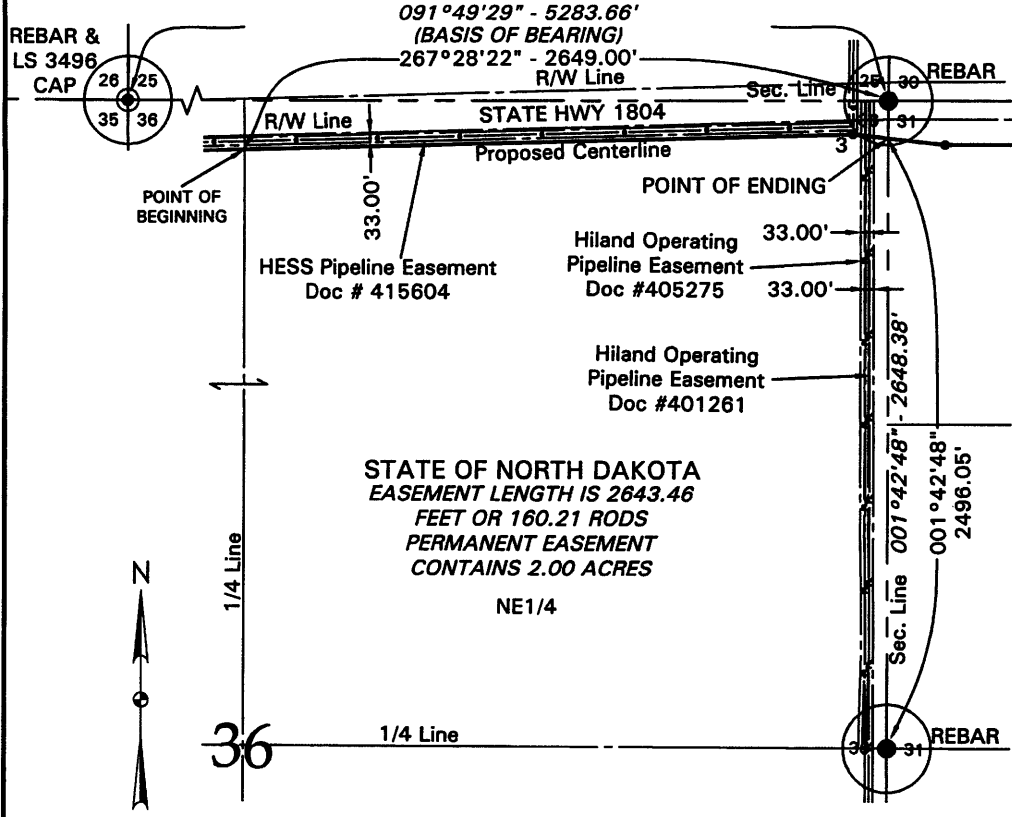 091°49'29" - 5283.66'
(BASIS OF BEARING)
267°28'22" - 2649.00'
REBAR &
LS 3496
CAP
26 25
35 36
R/W Line
Sec. Line
25 30
31
REBAR
R/W Line
STATE HWY 1804
Proposed Centerline
3
POINT OF
BEGINNING
33.00'
POINT OF ENDING
HESS Pipeline Easement
Doc # 415604
Hiland Operating
Pipeline Easement
Doc #405275
33.00'
33.00'
Hiland Operating
Pipeline Easement
Doc #401261
Sec. Line 001°42'48" - 2648.38'
001°42'48"
2496.05'
STATE OF NORTH DAKOTA
EASEMENT LENGTH IS 2643.46
FEET OR 160.21 RODS
PERMANENT EASEMENT
CONTAINS 2.00 ACRES
NE1/4
1/4 Line
N
36
1/4 Line
31
REBAR